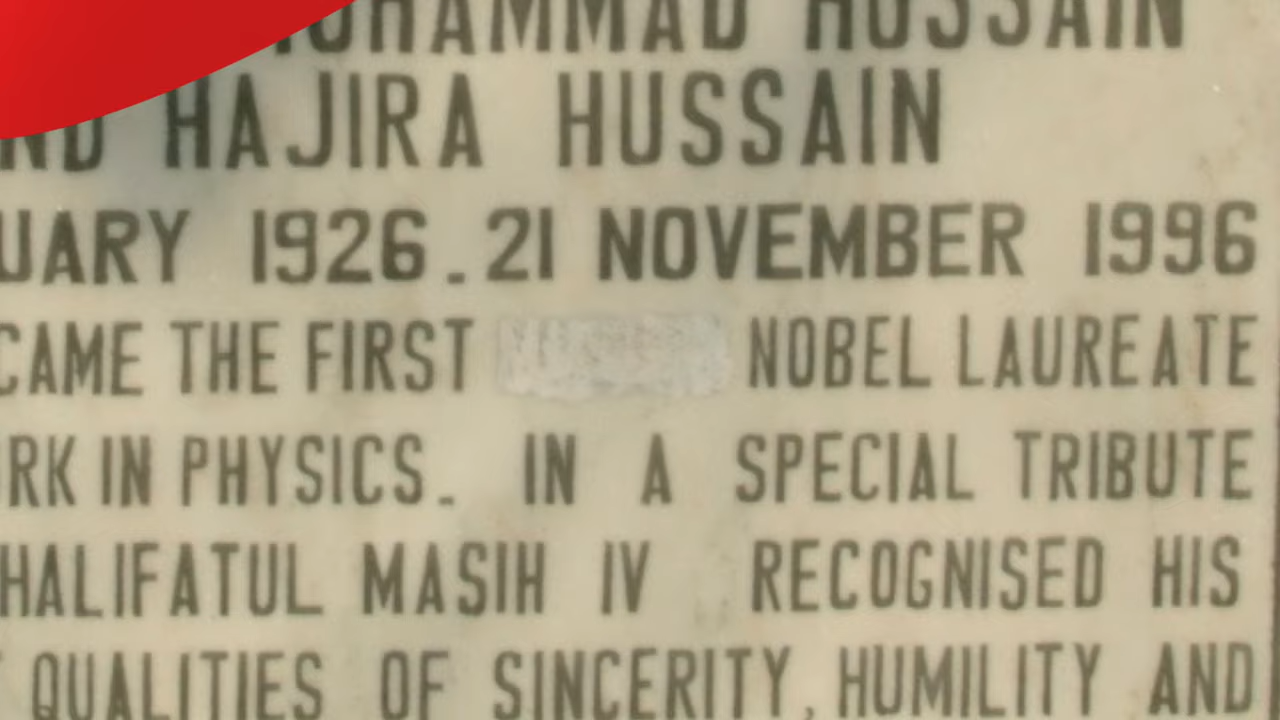 MUHAMMAD HUSSAIN
AND HAJIRA HUSSAIN
UARY 1926. 21 NOVEMBER 1996
CAME THE FIRST NOBEL LAUREATE
RK IN PHYSICS. IN A SPECIAL TRIBUTE
HALIFATUL MASIH IV RECOGNISED HIS
QUALITIES OF SINCERITY, HUMILITY AND